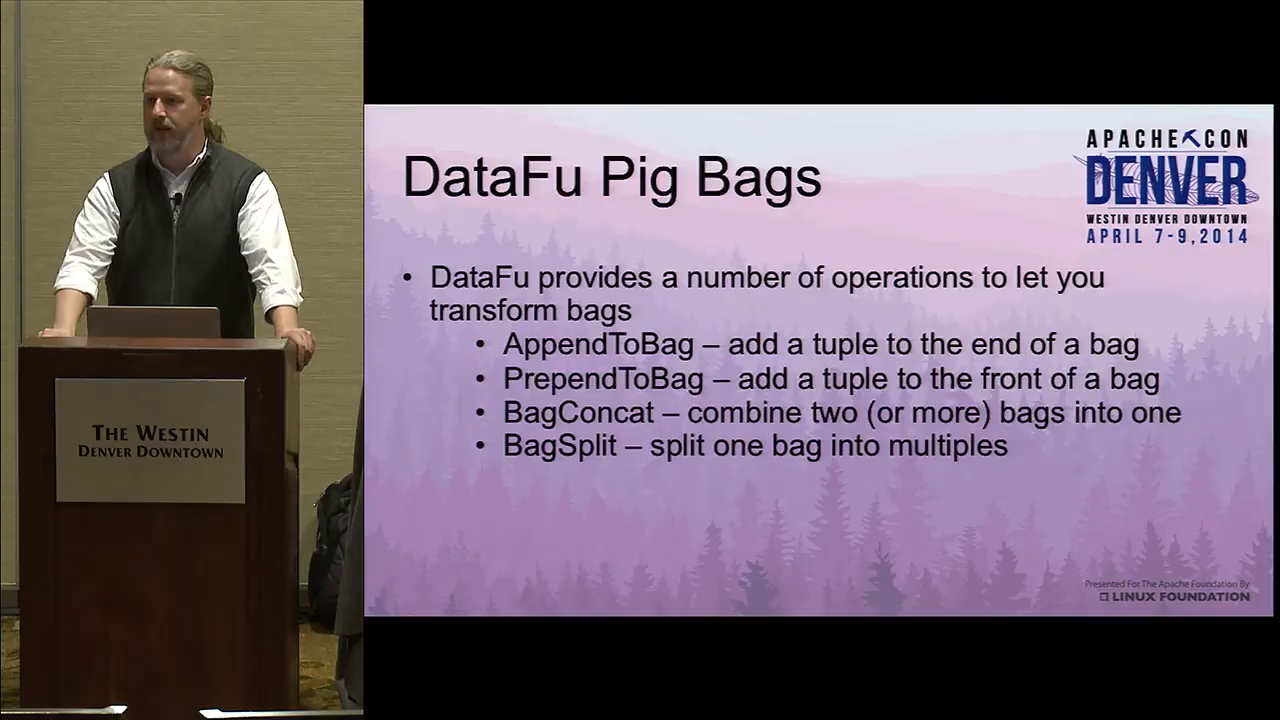 THE WESTIN
DENVER DOWNTOWN
DataFu Pig Bags
APACHE CON
DENVER
WESTIN DENVER DOWNTOWN
APRIL 7-9, 2014
• DataFu provides a number of operations to let you
transform bags
• AppendToBag – add a tuple to the end of a bag
• PrependToBag – add a tuple to the front of a bag
• BagConcat – combine two (or more) bags into one
• BagSplit – split one bag into multiples
Presented For The Apache Foundation By
LINUX FOUNDATION